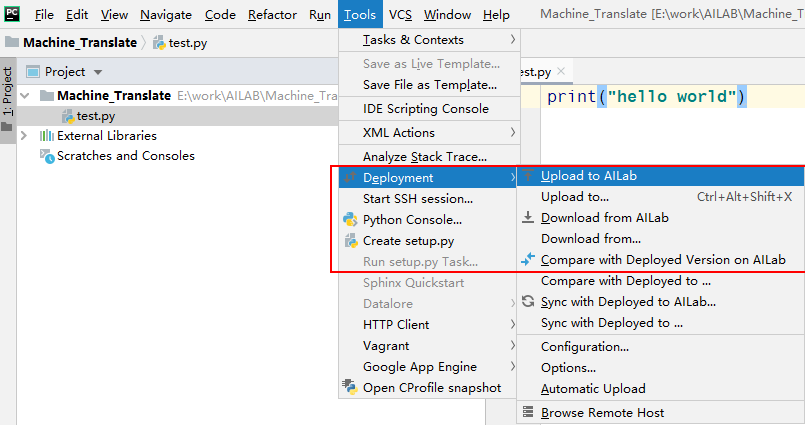 PC File Edit View Navigate Code Refactor Run Tools VCS Window Help Machine_Translate [E:\work\AILAB\Machine_T
Machine_Translate test.py
1: Project
Project
Machine_Translate E:\work\AILAB\Machine_Tra
test.py
External Libraries
Scratches and Consoles
Tasks & Contexts
Save as Live Template...
Save File as Template...
IDE Scripting Console
XML Actions
Analyze Stack Trace...
Deployment
Start SSH session...
Python Console...
Create setup.py
Run setup.py Task...
Sphinx Quickstart
Datalore
HTTP Client
Vagrant
Google App Engine
Open CProfile snapshot
est.py
print("hello world")
Upload to AILab
Upload to... Ctrl+Alt+Shift+X
Download from AILab
Download from...
Compare with Deployed Version on AILab
Compare with Deployed to ...
Sync with Deployed to AILab...
Sync with Deployed to ...
Configuration...
Options...
Automatic Upload
Browse Remote Host